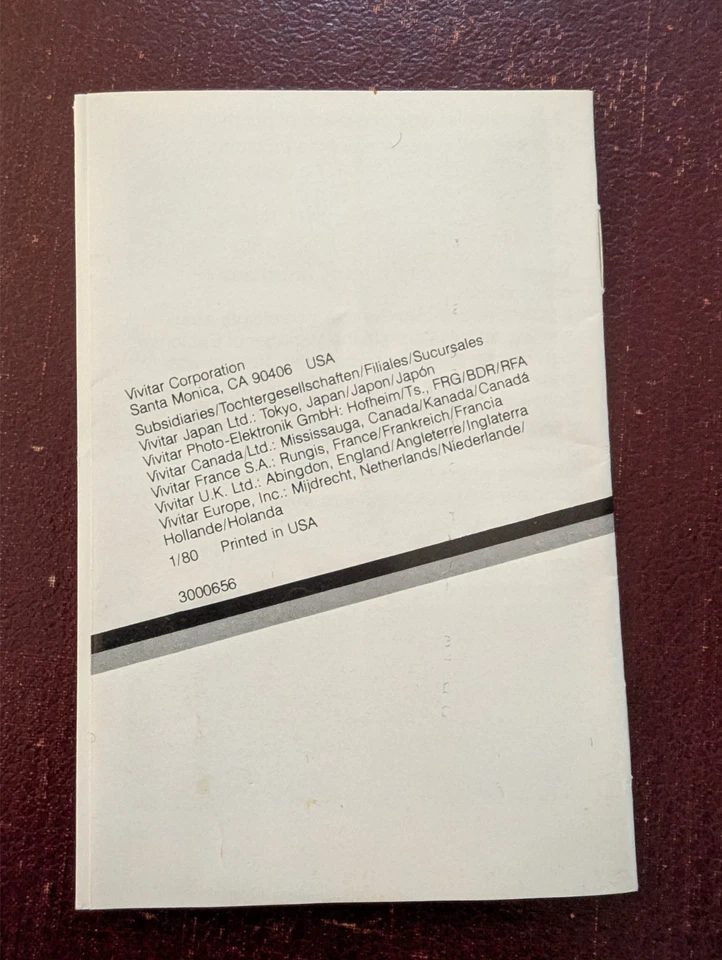 Vivitar Corporation
Santa Monica, CA 90406 USA
Subsidiaries/Tochtergesellschaften/Filiales/Sucursales
Vivitar Japan Ltd.: Tokyo, Japan/Japon/Japón
Vivitar Photo-Elektronik GmbH: Hofheim/Ts., FRG/BDR/RFA
Vivitar Canada Ltd.: Mississauga, Canada/Kanada/Canadá
Vivitar France S.A.: Rungis, France/Frankreich/Francia
Vivitar U.K. Ltd.: Abingdon, England/Angleterre/Inglaterra
Vivitar Europe, Inc.: Mijdrecht, Netherlands/Niederlande/
Hollande/Holanda
1/80 Printed in USA
3000656